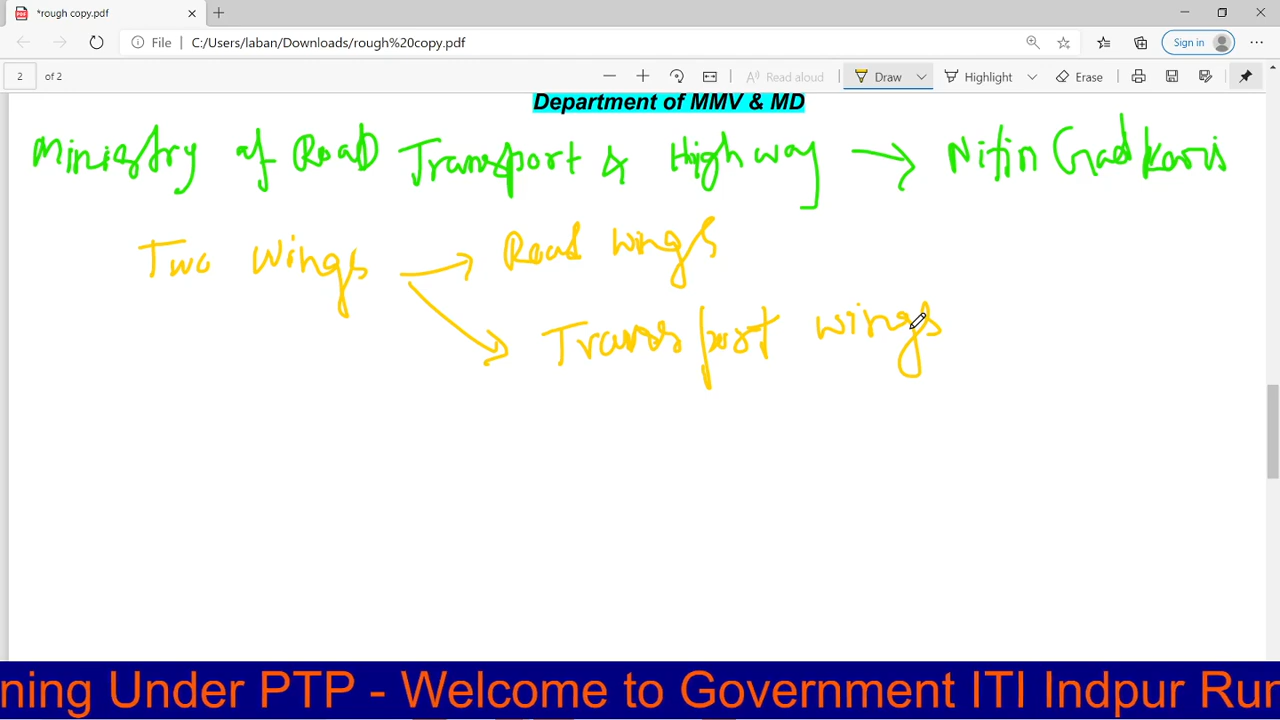 *rough copy.pdf
File C:/Users/laban/Downloads/rough%20copy.pdf Sign in
2 of 2 Read aloud Draw Highlight Erase
Department of MMV & MD
Ministry of Road Transport & Highway → Nitin Gadkaris
Two Wings → Road wings
→ Transport wings
ning Under PTP - Welcome to Government ITI Indpur Run